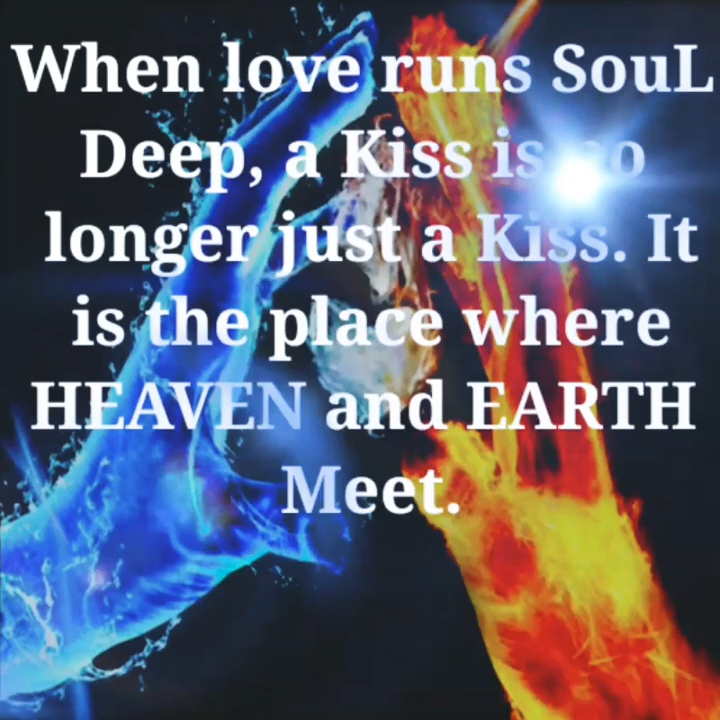 When love runs SouL
Deep, a Kiss is no
longer just a Kiss. It
is the place where
HEAVEN and EARTH
Meet.